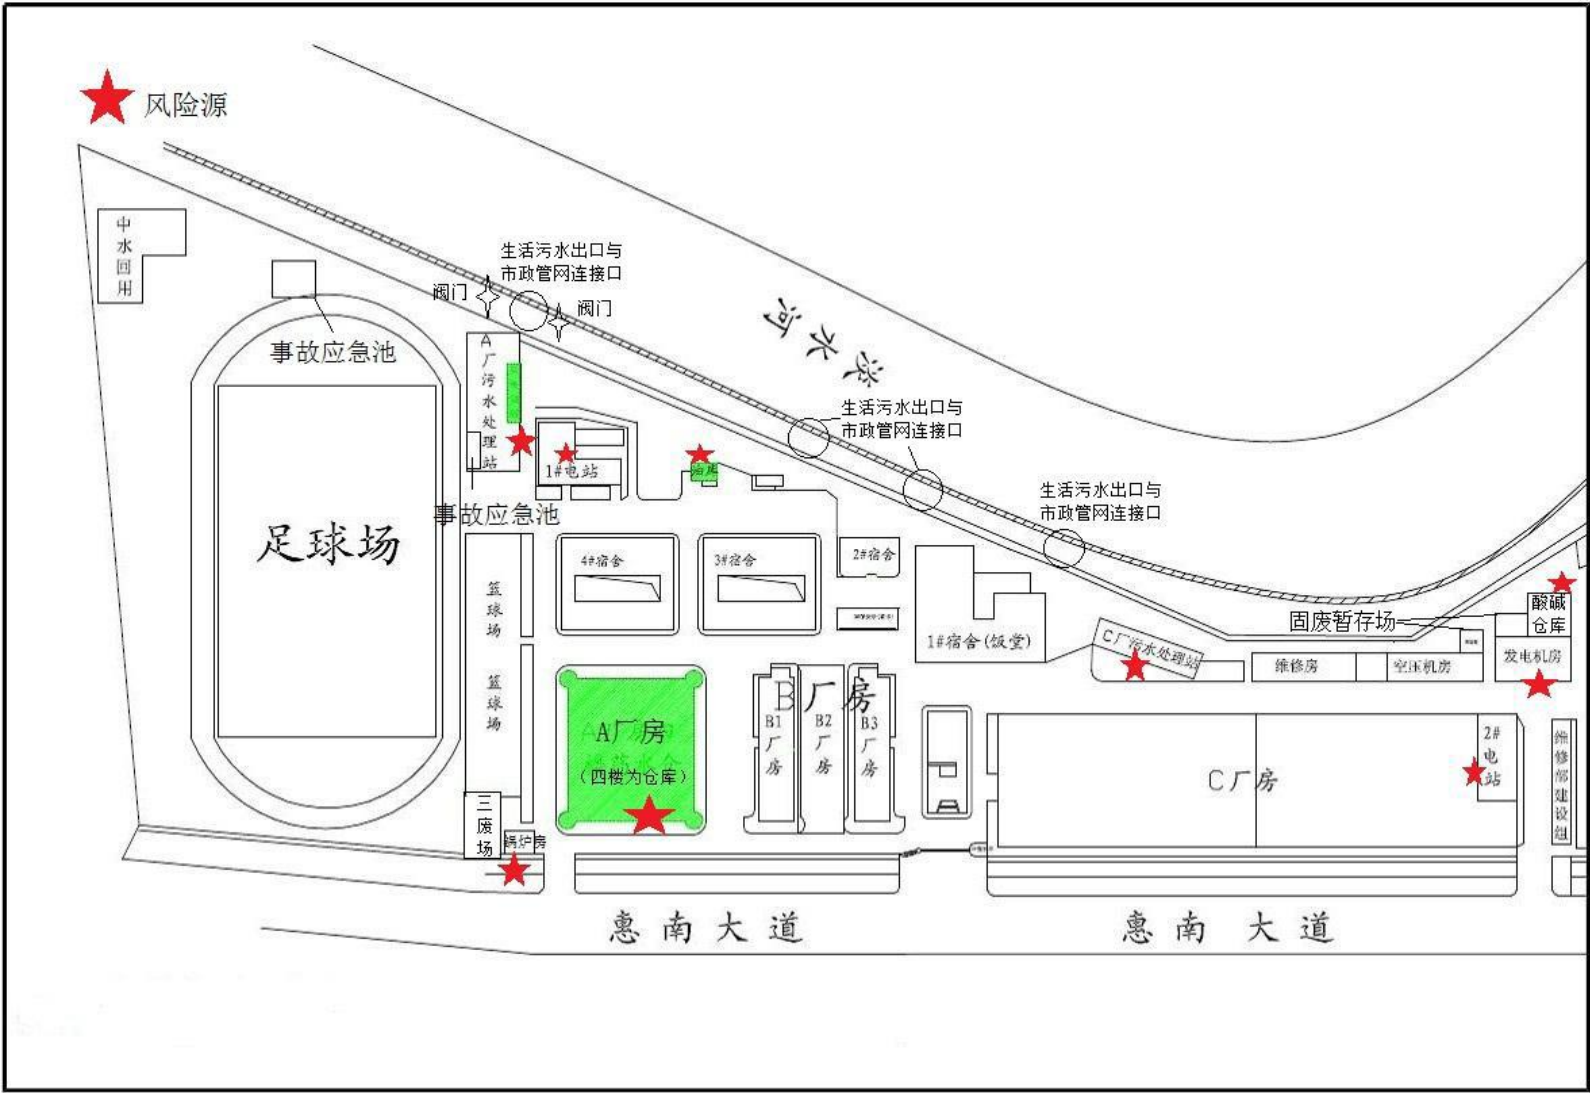 风险源
中水回用
生活污水出口与
市政管网连接口
阀门
阀门
事故应急池
A厂污水处理站
淡水河
生活污水出口与
市政管网连接口
1#电站
油库
生活污水出口与
市政管网连接口
事故应急池
足球场
篮球场
4#宿舍
3#宿舍
2#宿舍
1#宿舍(饭堂)
C厂污水处理站
固废暂存场
酸碱
仓库
维修房
空压机房
发电机房
篮球场
A厂房
（四楼为仓库）
B厂房
B1厂房
B2厂房
B3厂房
C厂房
2#电站
维修部建设组
三废场
锅炉房
惠南大道
惠南大道